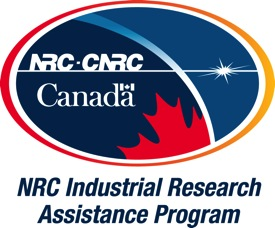 NRC·CNRC
Canada
NRC Industrial Research
Assistance Program